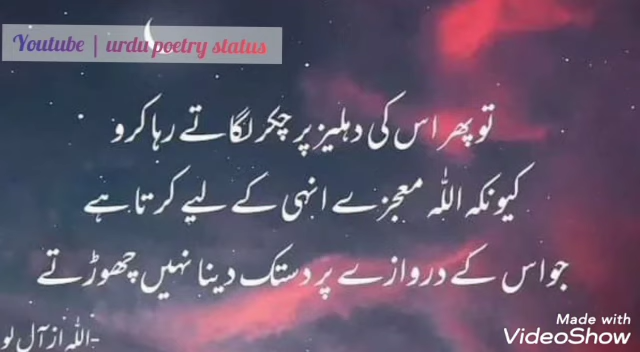 Youtube | urdu poetry status
تو پھر اس کی دہلیز پر چکر لگاتے رہا کرو
کیونکہ اللہ معجزے انہی کے لیے کرتا ہے
جو اس کے دروازے پر دستک دینا نہیں چھوڑتے
-اللہ از آل لو
Made with
VideoShow